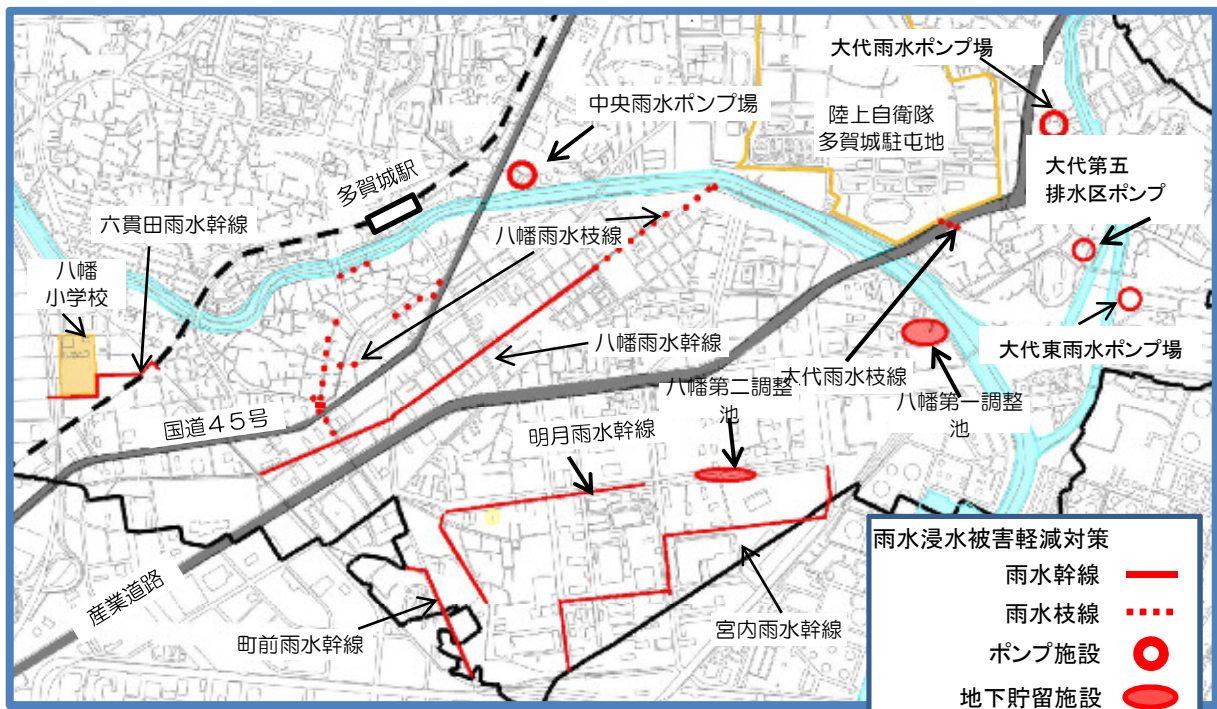 大代雨水ポンプ場
中央雨水ポンプ場
陸上自衛隊
多賀城駐屯地
大代第五
排水区ポンプ
多賀城駅
六貫田雨水幹線
八幡雨水枝線
八幡
小学校
八幡雨水幹線
大代雨水枝線
大代東雨水ポンプ場
八幡第二調整
池
八幡第一調整
池
国道４５号
明月雨水幹線
産業道路
町前雨水幹線
宮内雨水幹線
雨水浸水被害軽減対策
雨水幹線
雨水枝線
ポンプ施設
地下貯留施設